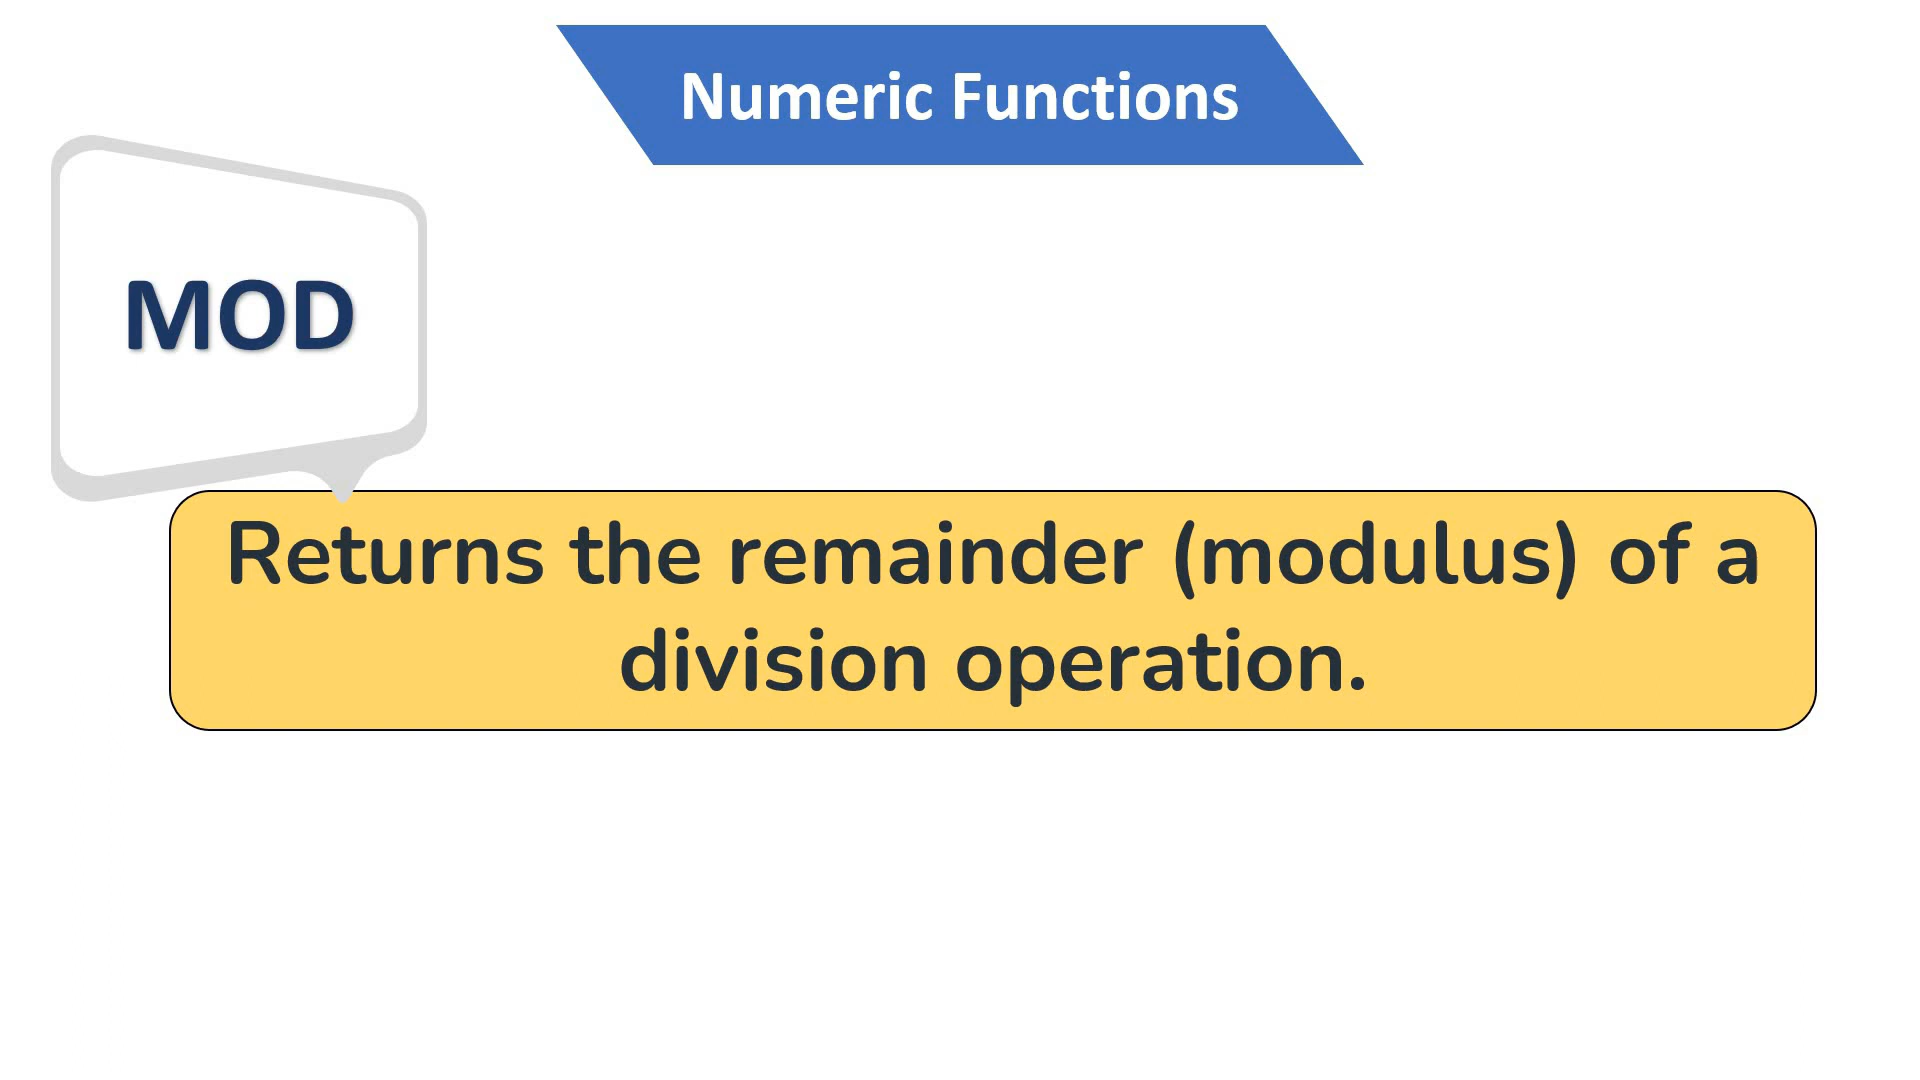 Numeric Functions
MOD
Returns the remainder (modulus) of a
division operation.